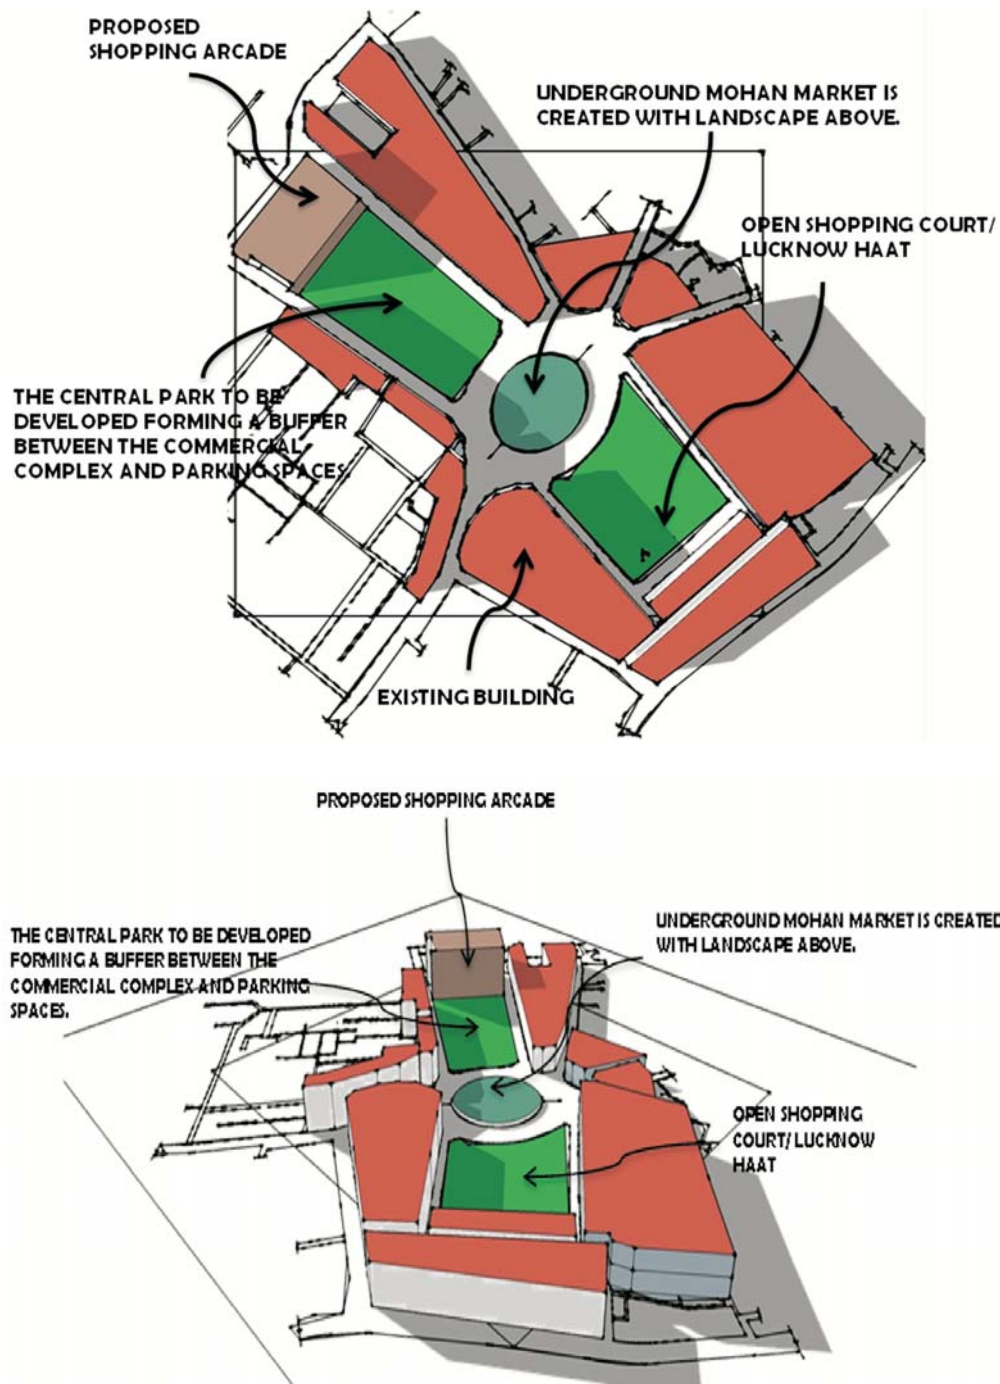 PROPOSED
SHOPPING ARCADE
UNDERGROUND MOHAN MARKET IS
CREATED WITH LANDSCAPE ABOVE.
OPEN SHOPPING COURT/
LUCKNOW HAAT
THE CENTRAL PARK TO BE
DEVELOPED FORMING A BUFFER
BETWEEN THE COMMERCIAL
COMPLEX AND PARKING SPACES
EXISTING BUILDING
PROPOSED SHOPPING ARCADE
THE CENTRAL PARK TO BE DEVELOPED
FORMING A BUFFER BETWEEN THE
COMMERCIAL COMPLEX AND PARKING
SPACES.
UNDERGROUND MOHAN MARKET IS CREATED
WITH LANDSCAPE ABOVE.
OPEN SHOPPING
COURT/ LUCKNOW
HAAT